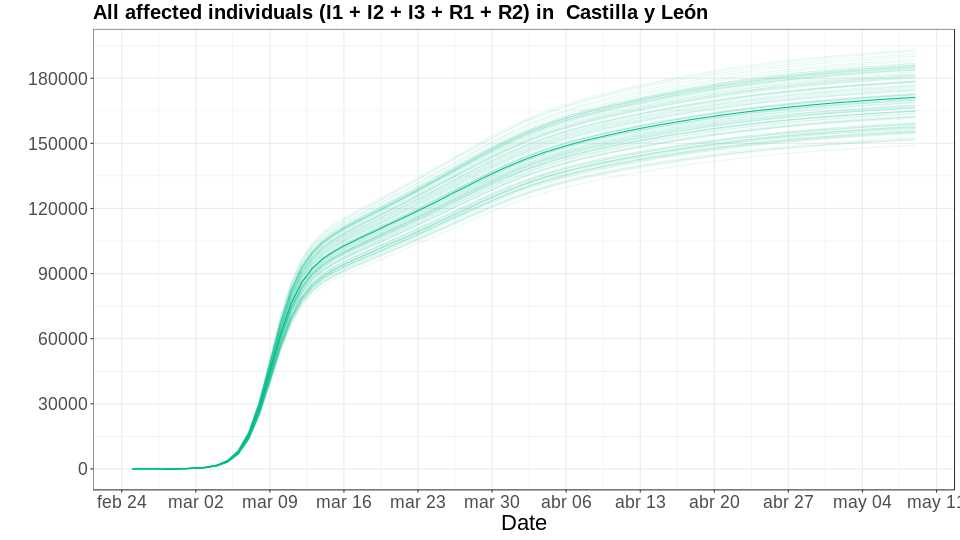 All affected individuals (I1 + I2 + I3 + R1 + R2) in  Castilla y León
180000
150000
120000
90000
60000
30000
0
feb 24 mar 02 mar 09 mar 16 mar 23 mar 30 abr 06 abr 13 abr 20 abr 27 may 04 may 11
Date